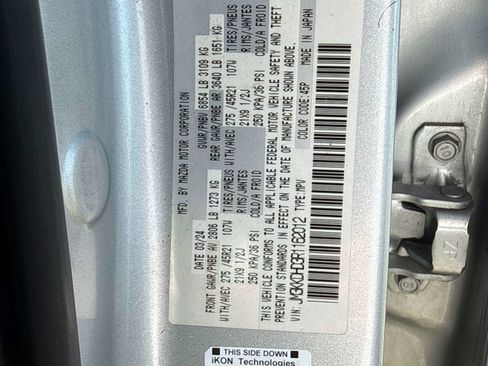 MFD BY MAZDA MOTOR CORPORATION
03/24 GVWR/PNBV 6854 LB 3109 KG
FRONT GAWR/PNBE AV 2806 LB 1273 KG REAR GAWR/PNBE AR 3640 LB 1651 KG
WITH/AVEC 275 /45R21 107W TIRES/PNEUS WITH/AVEC 275 /45R21 107W TIRES/PNEUS
21X9 1/2J RIMS/JANTES 21X9 1/2J RIMS/JANTES
250 KPA/36 PSI COLD/A FROID 250 KPA/36 PSI COLD/A FROID
THIS VEHICLE CONFORMS TO ALL APPLICABLE FEDERAL MOTOR VEHICLE SAFETY AND THEFT
PREVENTION STANDARDS IN EFFECT ON THE DATE OF MANUFACTURE SHOWN ABOVE.
VIN: JM3KKDHD3R1162012 TYPE: MPV COLOR CODE: 45P MADE IN JAPAN
THIS SIDE DOWN
iKON Technologies